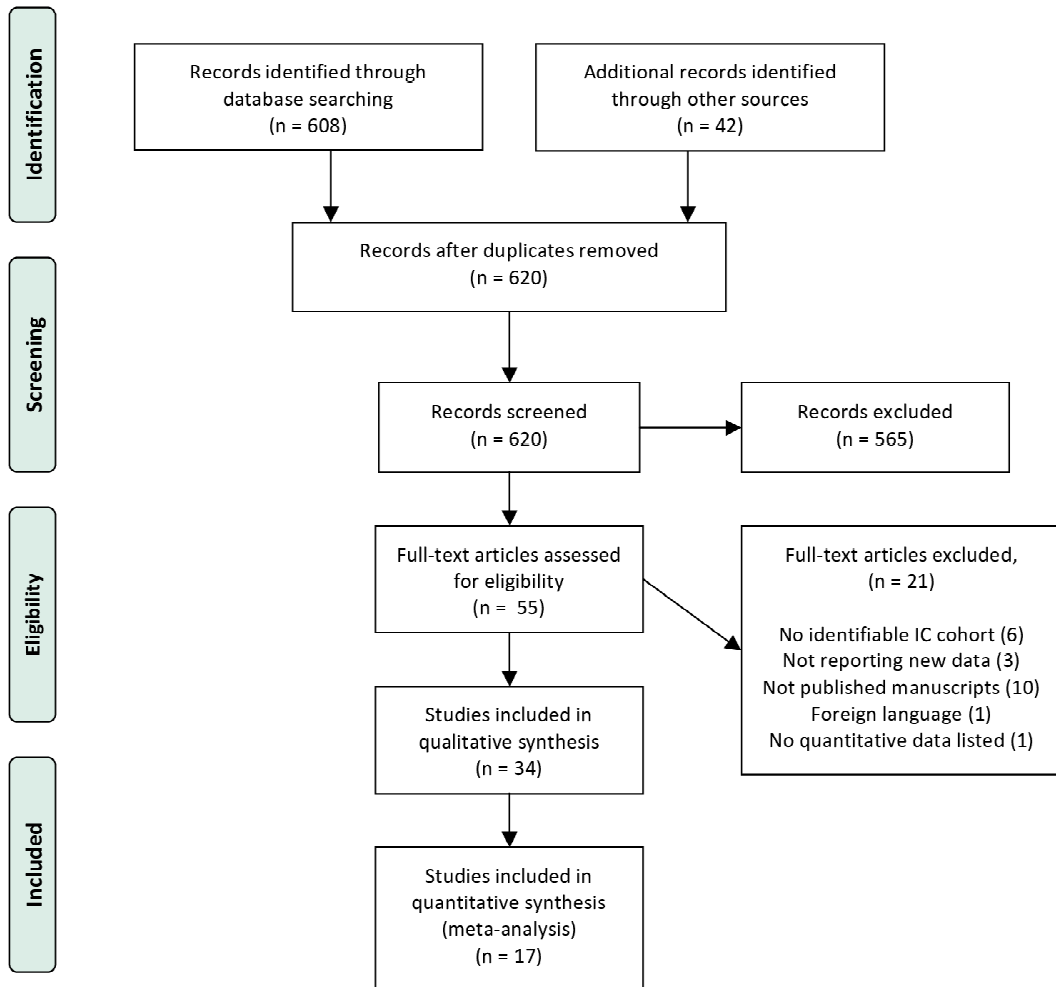 Identification
Records identified through
database searching
(n = 608)
Additional records identified
through other sources
(n = 42)
Records after duplicates removed
(n = 620)
Screening
Records screened
(n = 620)
Records excluded
(n = 565)
Eligibility
Full-text articles assessed
for eligibility
(n = 55)
Full-text articles excluded,
(n = 21)
No identifiable IC cohort (6)
Not reporting new data (3)
Not published manuscripts (10)
Foreign language (1)
No quantitative data listed (1)
Studies included in
qualitative synthesis
(n = 34)
Included
Studies included in
quantitative synthesis
(meta-analysis)
(n = 17)